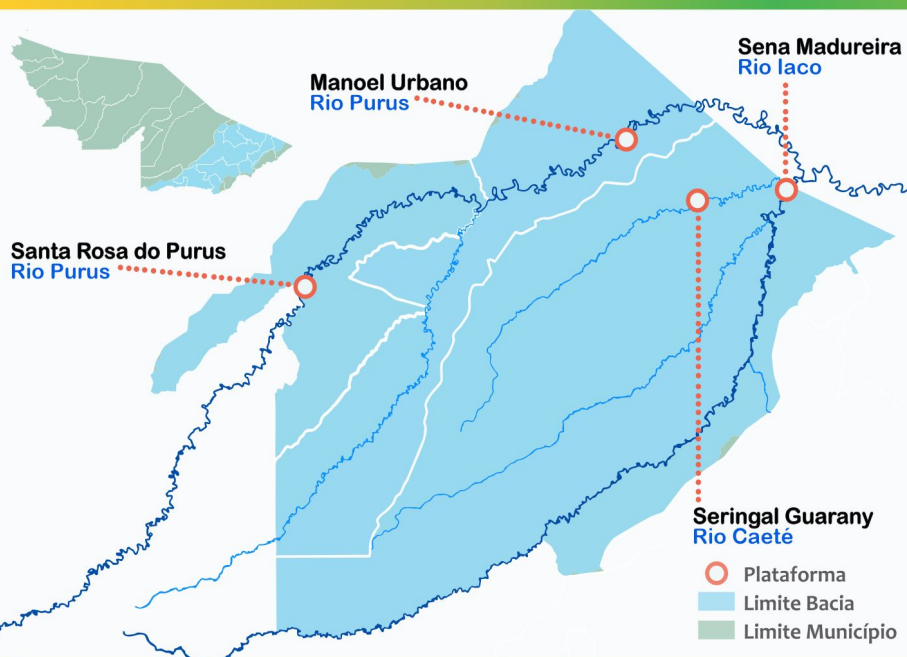 Sena Madureira
Rio Iaco
Manoel Urbano
Rio Purus
Santa Rosa do Purus
Rio Purus
Seringal Guarany
Rio Caeté
Plataforma
Limite Bacia
Limite Município